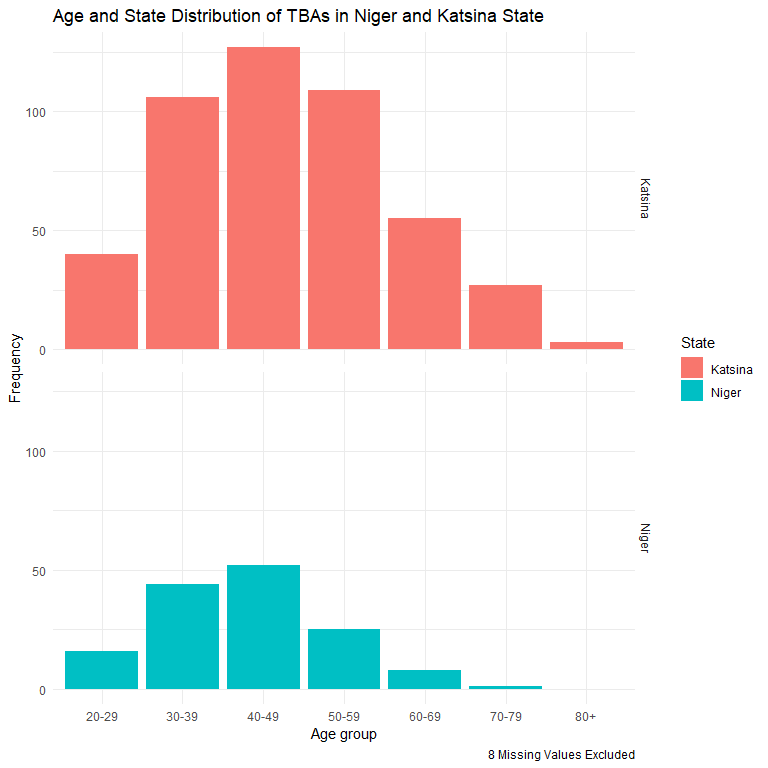 Age and State Distribution of TBAs in Niger and Katsina State
100
50
0
Katsina
Frequency
100
50
0
Niger
State
Katsina
Niger
20-29 30-39 40-49 50-59 60-69 70-79 80+
Age group
8 Missing Values Excluded